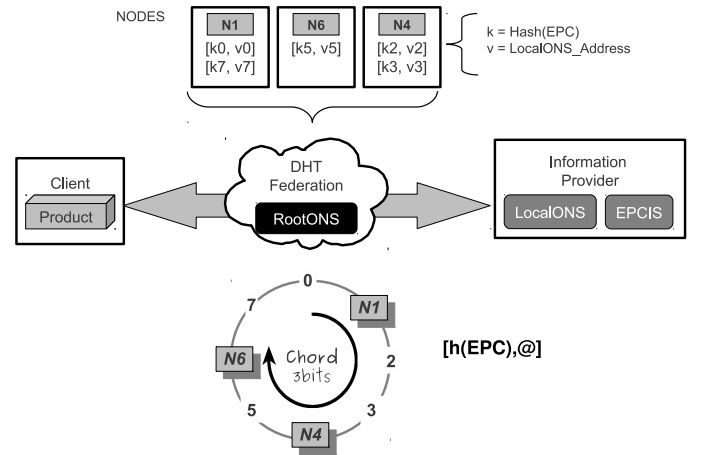 NODES
N1
N6
N4
[k0, v0]
[k7, v7]
[k5, v5]
[k2, v2]
[k3, v3]
k = Hash(EPC)
v = LocalONS_Address
Client
Product
DHT
Federation
RootONS
Information
Provider
LocalONS
EPCIS
0
7
N1
N6
Chord
3bits
2
5
3
N4
[h(EPC),@]